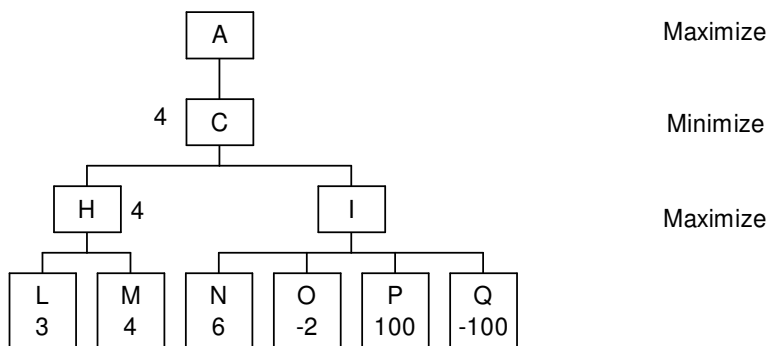 A Maximize
4 C Minimize
H 4 I Maximize
L M N O P Q
3 4 6 -2 100 -100